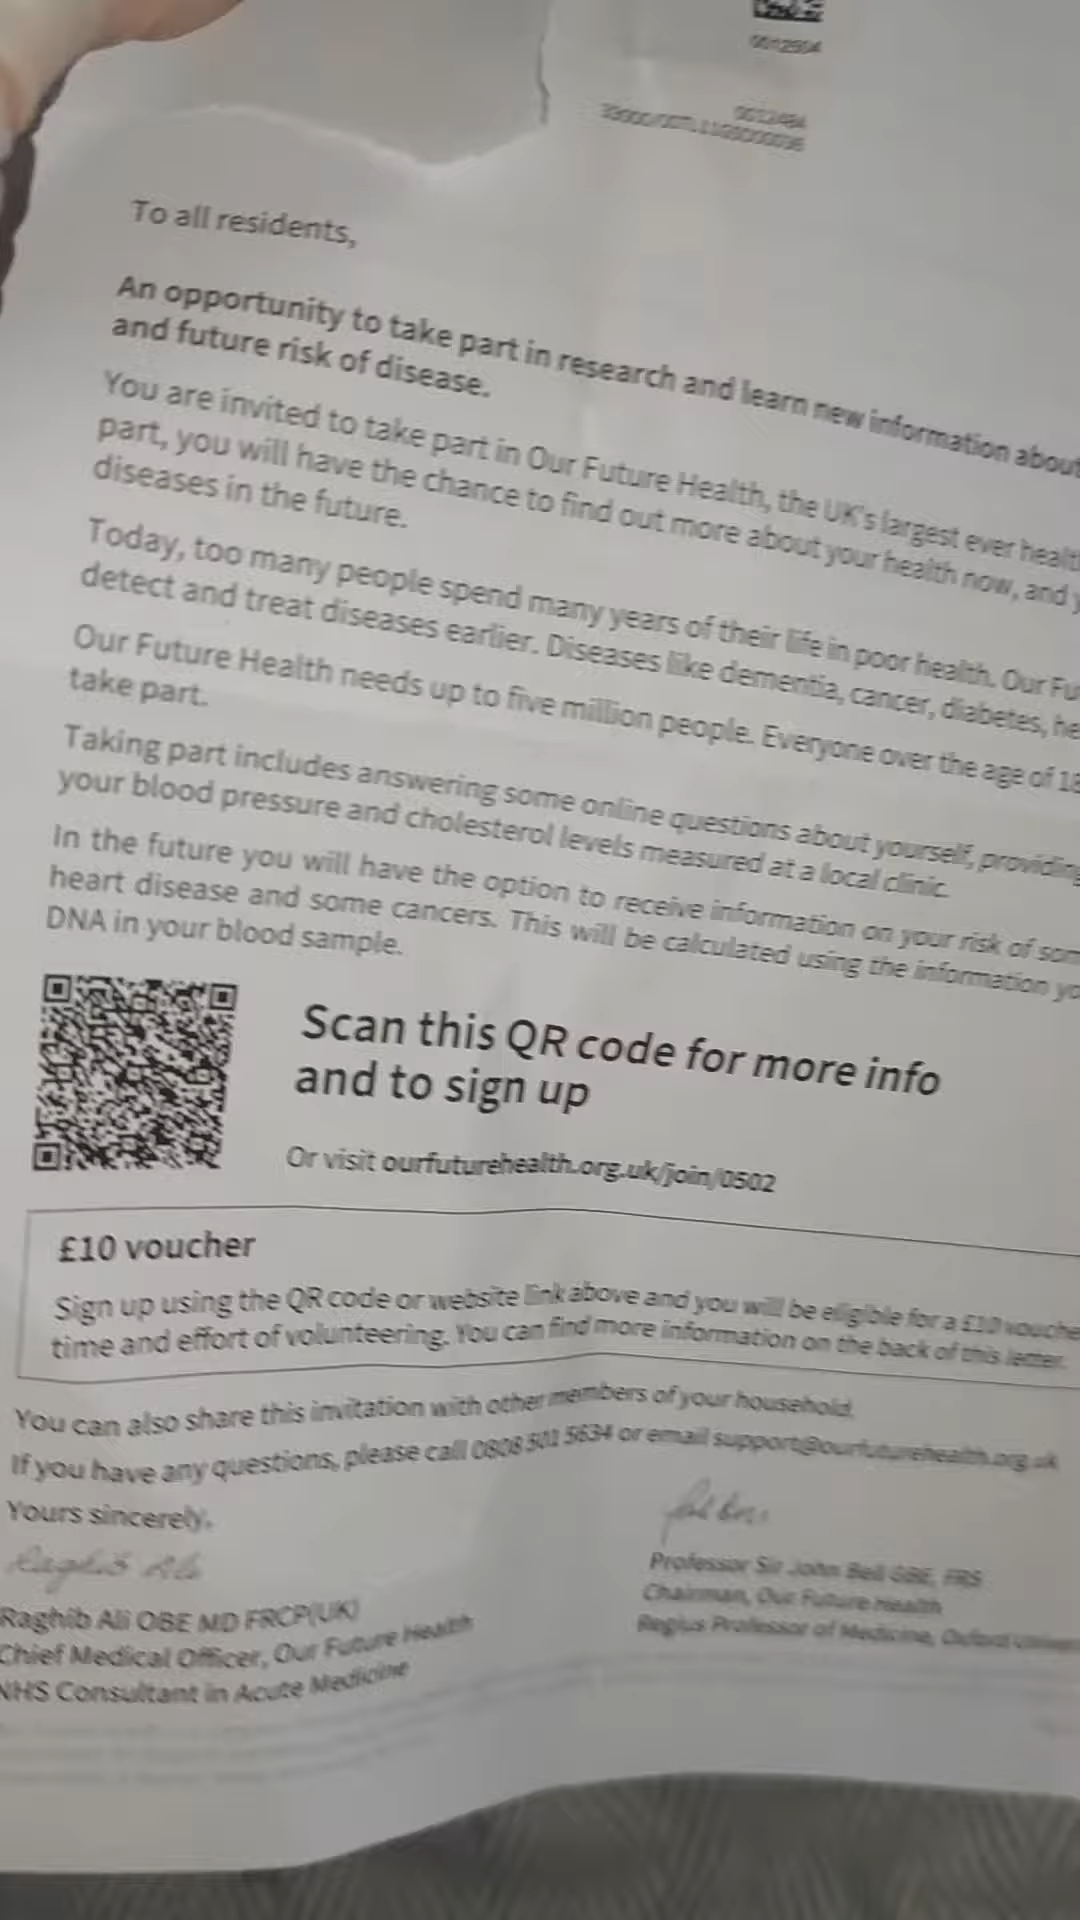 To all residents,
An opportunity to take part in research and learn new information about
and future risk of disease.
You are invited to take part in Our Future Health, the UK's largest ever
part, you will have the chance to find out more about your health now, and
diseases in the future.
Today, too many people spend many years of their life in poor health. Our
detect and treat diseases earlier. Diseases like dementia, cancer, diabetes,
Our Future Health needs up to five million people. Everyone over the age of 18
take part.
Taking part includes answering some online questions about yourself, providing
your blood pressure and cholesterol levels measured at a local clinic.
In the future you will have the option to receive information on your risk of
heart disease and some cancers. This will be calculated using the information
DNA in your blood sample.
Scan this QR code for more info
and to sign up
Or visit ourfuturehealth.org.uk/join/0502
£10 voucher
Sign up using the QR code or website link above and you will be eligible for a £10
time and effort of volunteering. You can find more information on the back of this letter.
You can also share this invitation with other members of your household.
If you have any questions, please call 0808 501 5634 or email support@ourfuturehealth.org.uk
Yours sincerely,
Raghib Ali OBE MD FRCP(UK)
Chief Medical Officer, Our Future Health
NHS Consultant in Acute Medicine
Professor Sir John Bell GBE, FRS
Chairman, Our Future Health
Regius Professor of Medicine, Oxford